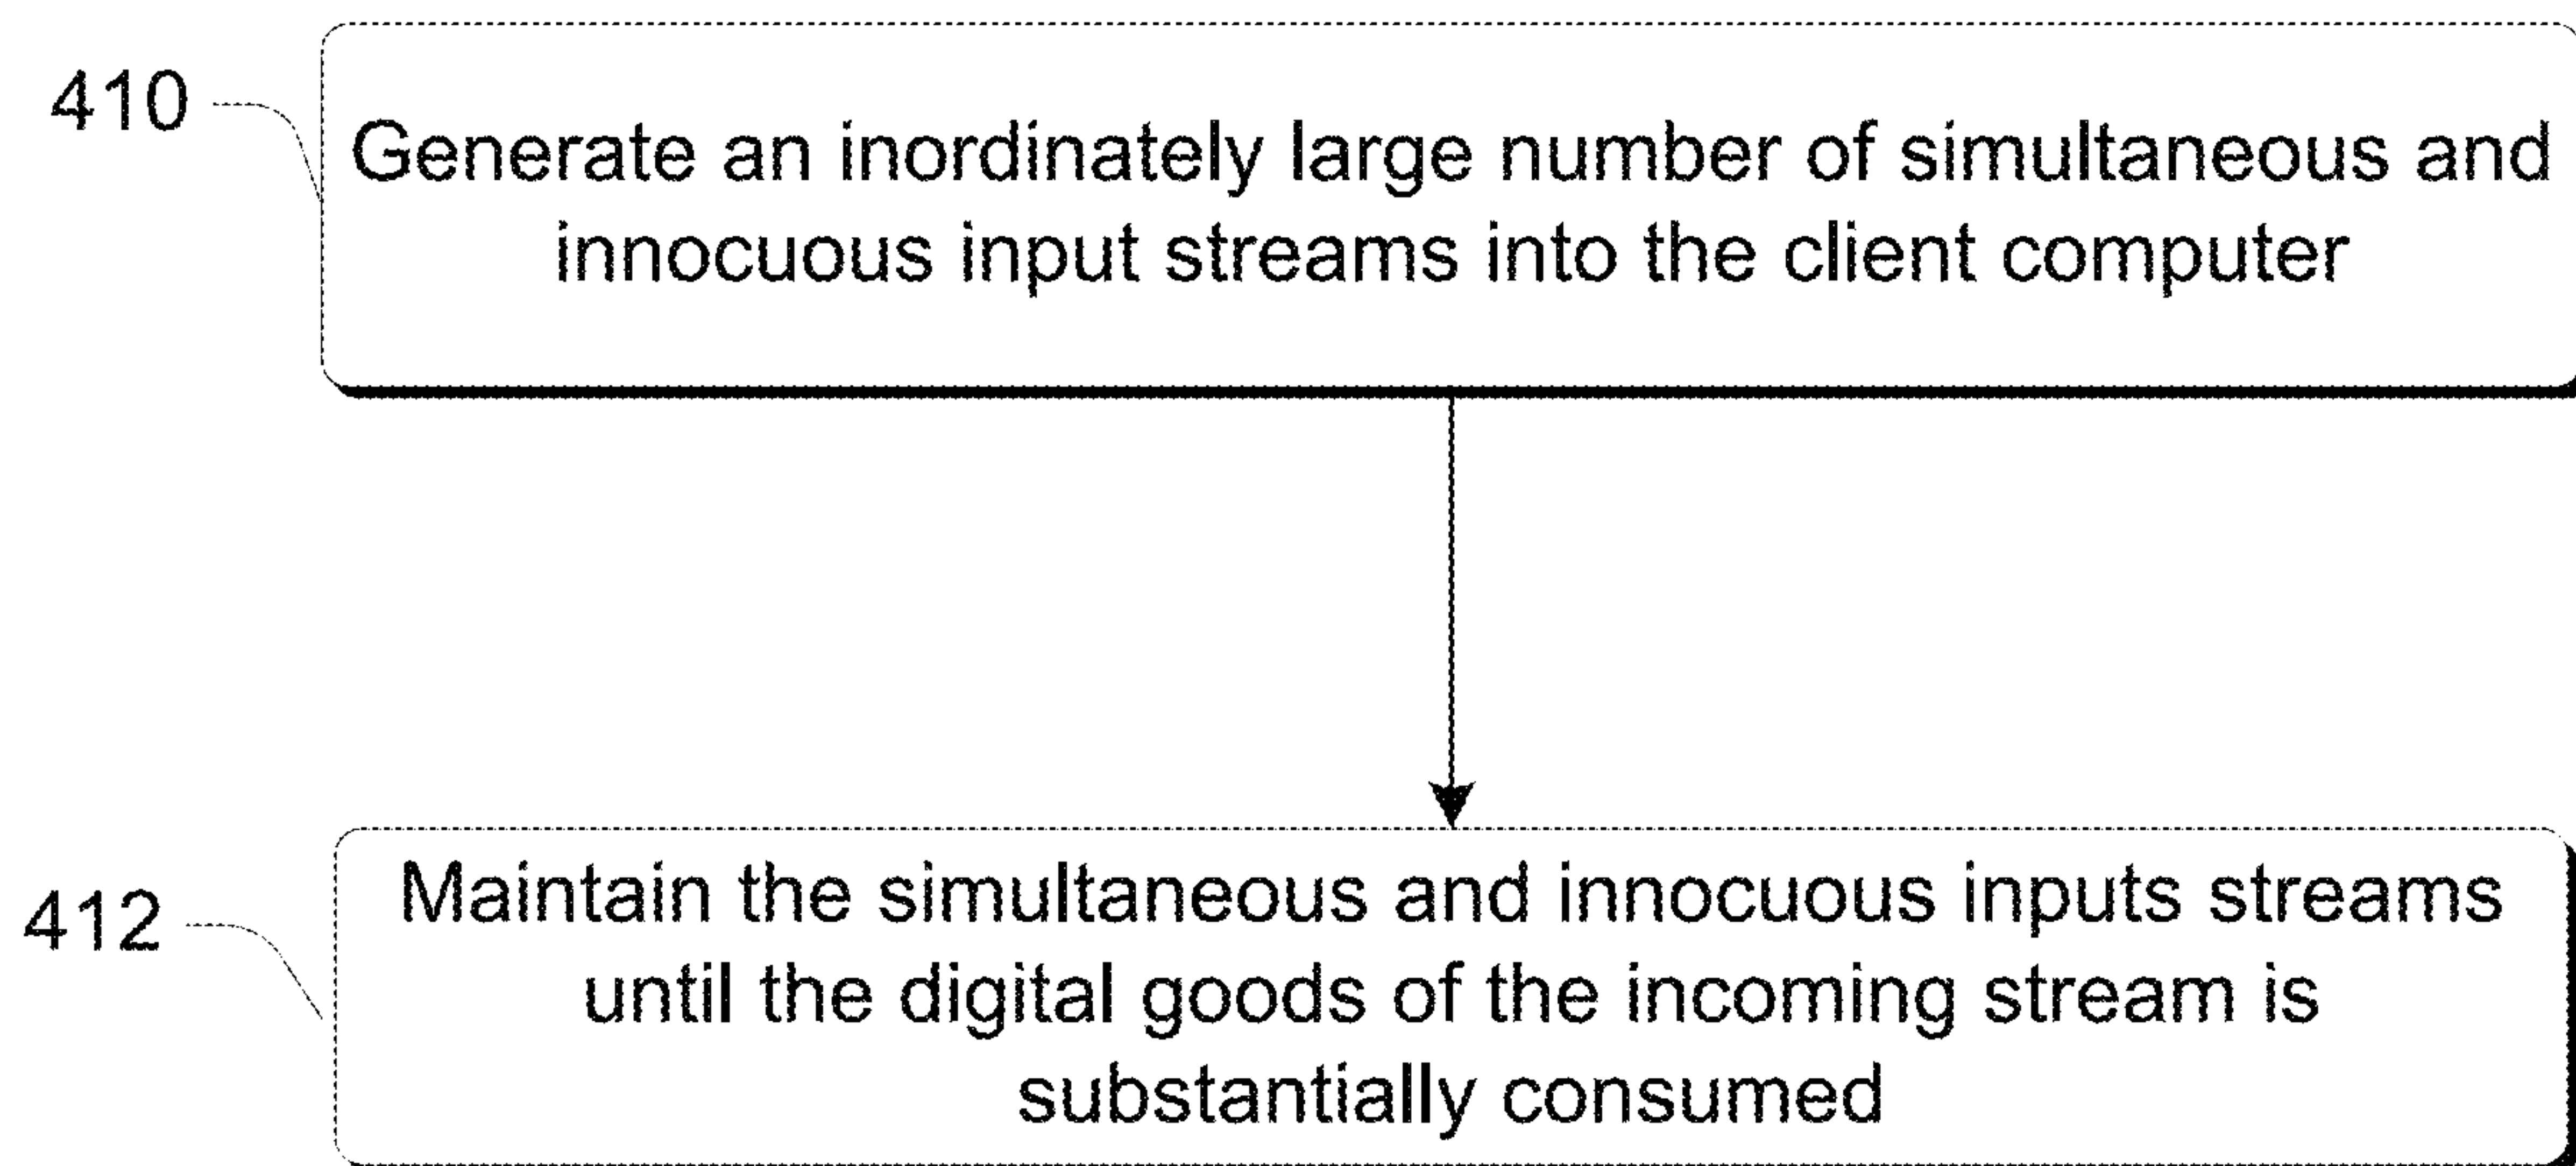 410
Generate an inordinately large number of simultaneous and
innocuous input streams into the client computer
412
Maintain the simultaneous and innocuous inputs streams
until the digital goods of the incoming stream is
substantially consumed